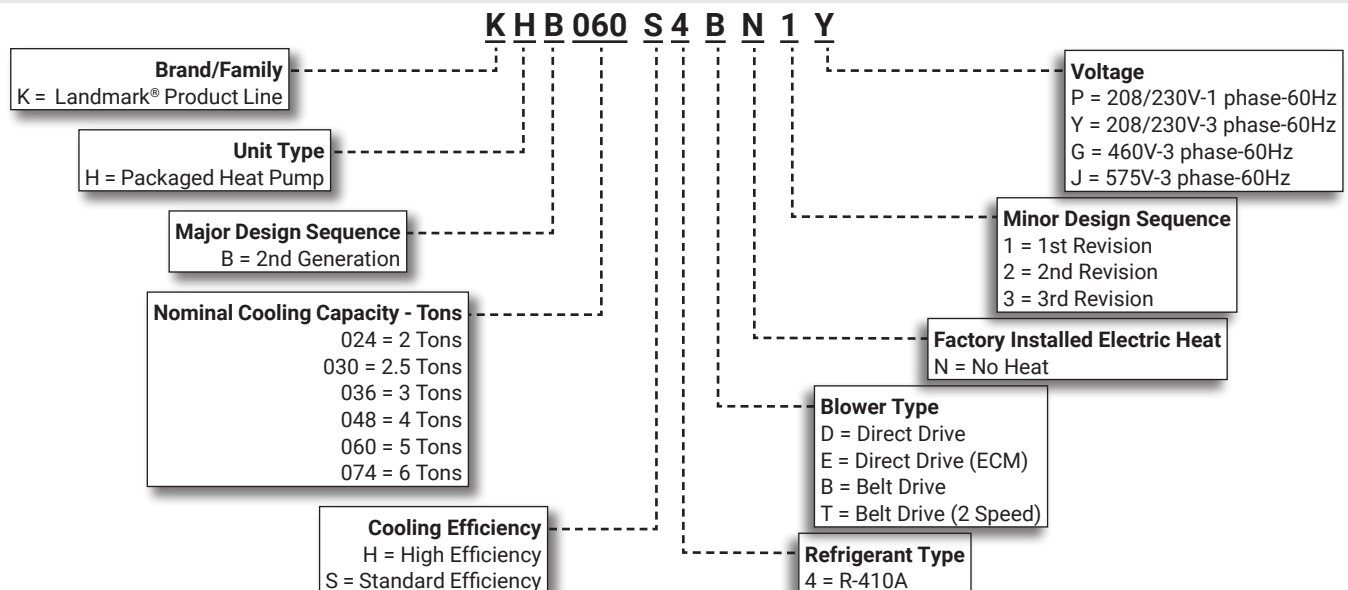 K H B 060 S 4 B N 1 Y
Brand/Family
K = Landmark® Product Line
Unit Type
H = Packaged Heat Pump
Major Design Sequence
B = 2nd Generation
Nominal Cooling Capacity - Tons
024 = 2 Tons
030 = 2.5 Tons
036 = 3 Tons
048 = 4 Tons
060 = 5 Tons
074 = 6 Tons
Cooling Efficiency
H = High Efficiency
S = Standard Efficiency
Voltage
P = 208/230V-1 phase-60Hz
Y = 208/230V-3 phase-60Hz
G = 460V-3 phase-60Hz
J = 575V-3 phase-60Hz
Minor Design Sequence
1 = 1st Revision
2 = 2nd Revision
3 = 3rd Revision
Factory Installed Electric Heat
N = No Heat
Blower Type
D = Direct Drive
E = Direct Drive (ECM)
B = Belt Drive
T = Belt Drive (2 Speed)
Refrigerant Type
4 = R-410A